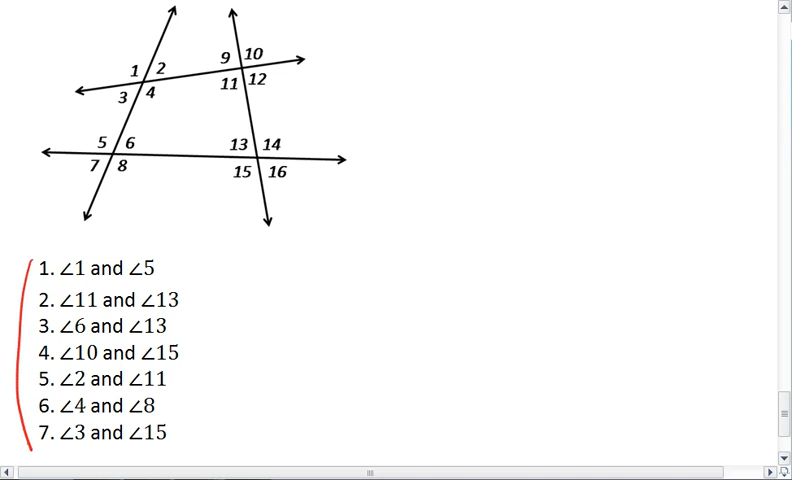 9 10
1 2
11 12
3 4
5 6 13 14
7 8 15 16
1. ∠1 and ∠5
2. ∠11 and ∠13
3. ∠6 and ∠13
4. ∠10 and ∠15
5. ∠2 and ∠11
6. ∠4 and ∠8
7. ∠3 and ∠15